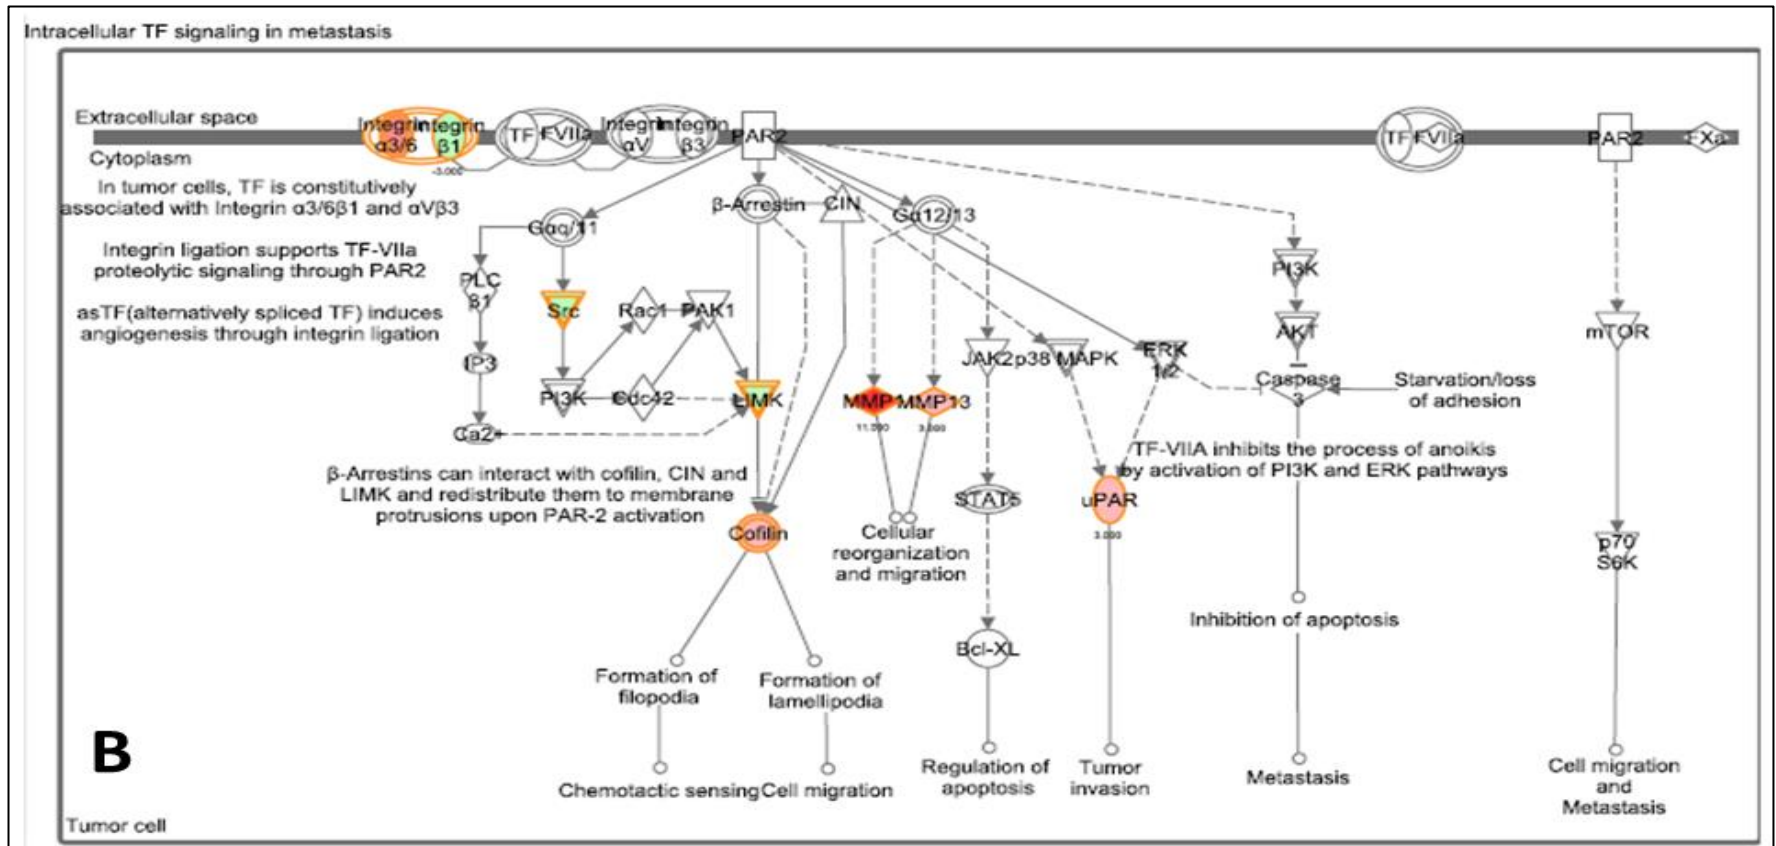 Intracellular TF signaling in metastasis
Extracellular space
Cytoplasm
Integrin
α3/6
Integrin
β1
-3.000
TF
FVIIa
Integrin
αV
Integrin
β3
PAR2
TF
FVIIa
PAR2
FXa
In tumor cells, TF is constitutively
associated with Integrin α3/6β1 and αVβ3
Integrin ligation supports TF-VIIa
proteolytic signaling through PAR2
asTF(alternatively spliced TF) induces
angiogenesis through integrin ligation
β-Arrestin
CIN
Gα12/13
Gαq/11
PLC
β1
IP3
Ca2+
Src
PI3K
Rac1
Cdc42
PAK1
LIMK
β-Arrestins can interact with cofilin, CIN and
LIMK and redistribute them to membrane
protrusions upon PAR-2 activation
Cofilin
Formation of
filopodia
Chemotactic sensing
Formation of
lamellipodia
Cell migration
MMP1
11.000
MMP13
3.000
Cellular
reorganization
and migration
JAK2
STAT5
Bcl-XL
Regulation of
apoptosis
p38 MAPK
ERK
1/2
uPAR
3.000
Tumor
invasion
PI3K
AKT
Caspase
3
Starvation/loss
of adhesion
TF-VIIA inhibits the process of anoikis
by activation of PI3K and ERK pathways
Inhibition of apoptosis
Metastasis
mTOR
p70
S6K
Cell migration
and
Metastasis
B
Tumor cell